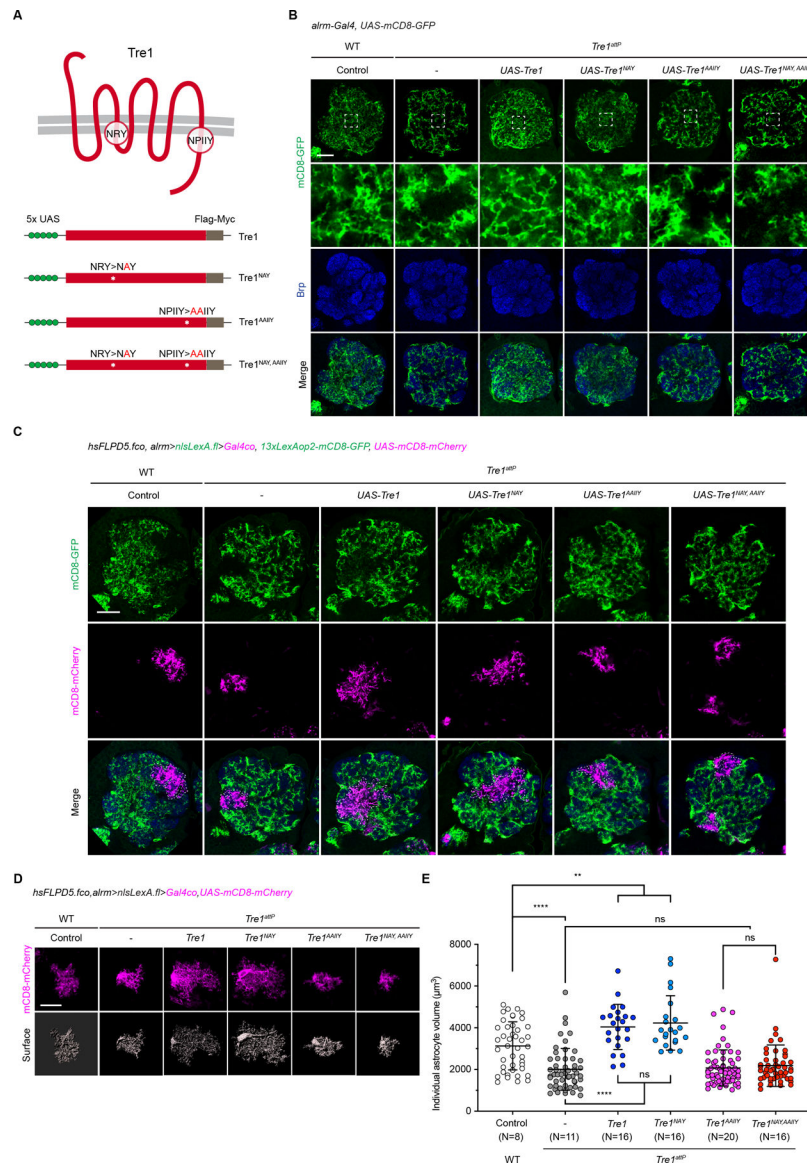 A
Tre1
NRY
NPIIY
5x UAS
Flag-Myc
Tre1
NRY>NAY
Tre1NAY
NPIIY>AAIIY
Tre1AAIIY
NRY>NAY NPIIY>AAIIY
Tre1NAY, AAIIY
B
alrm-Gal4, UAS-mCD8-GFP
WT Tre1attP
Control - UAS-Tre1 UAS-Tre1NAY UAS-Tre1AAIIY UAS-Tre1NAY, AAIIY
mCD8-GFP
Brp
Merge
C
hsFLPD5.fco, alrm>nlsLexA.fl>Gal4co, 13xLexAop2-mCD8-GFP, UAS-mCD8-mCherry
WT Tre1attP
Control - UAS-Tre1 UAS-Tre1NAY UAS-Tre1AAIIY UAS-Tre1NAY, AAIIY
mCD8-GFP
mCD8-mCherry
Merge
D
hsFLPD5.fco,alrm>nlsLexA.fl>Gal4co,UAS-mCD8-mCherry
WT Tre1attP
Control - Tre1 Tre1NAY Tre1AAIIY Tre1NAY, AAIIY
mCD8-mCherry
Surface
E
**
****
ns
ns
8000
6000
4000
2000
0
Individual astrocyte volume (μm3)
ns
****
Control - Tre1 Tre1NAY Tre1AAIIY Tre1NAY,AAIIY
(N=8) (N=11) (N=16) (N=16) (N=20) (N=16)
WT Tre1attP